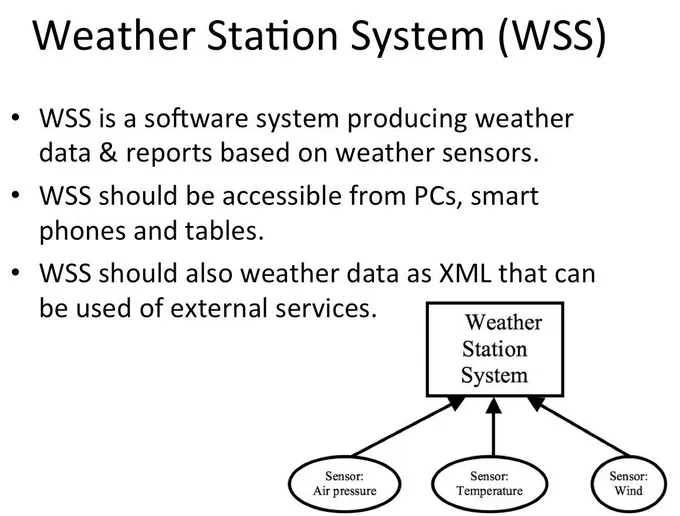 Weather Station System (WSS)
• WSS is a software system producing weather
data & reports based on weather sensors.
• WSS should be accessible from PCs, smart
phones and tables.
• WSS should also weather data as XML that can
be used of external services.
Weather
Station
System
Sensor:
Air pressure
Sensor:
Temperature
Sensor:
Wind